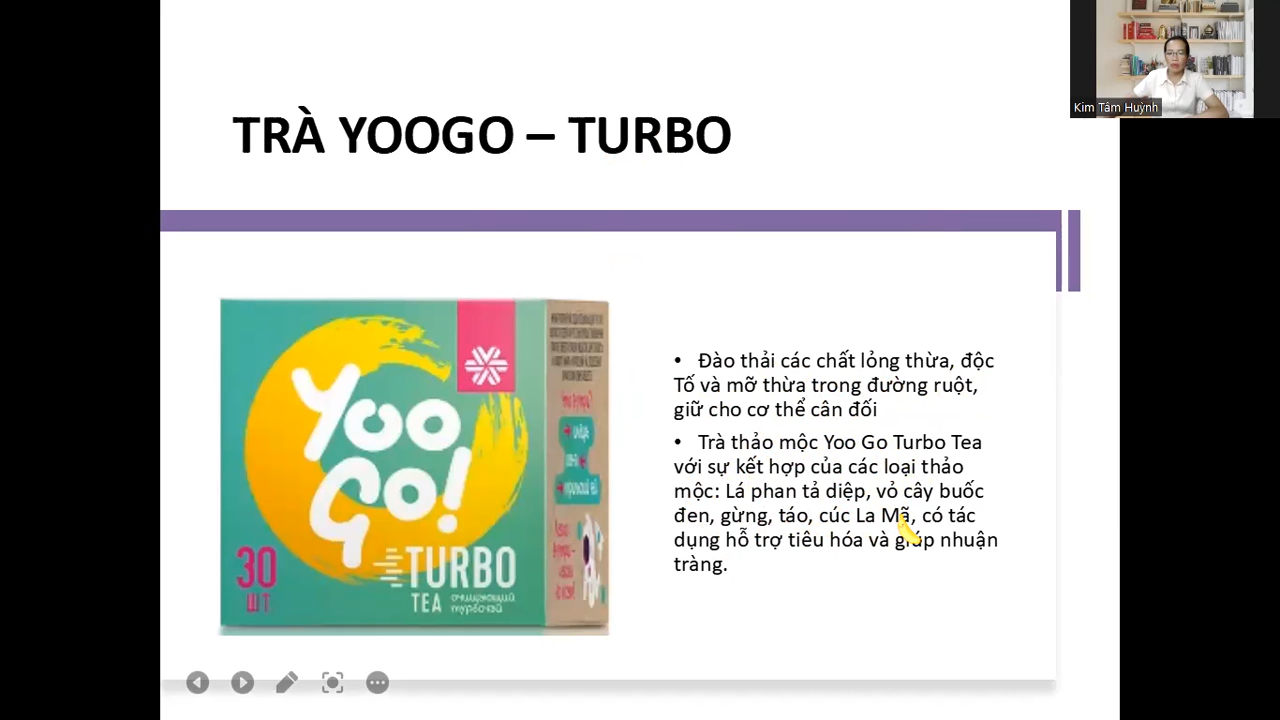 Kim Tâm Huỳnh
TRÀ YOOGO – TURBO
Yoo
Go!
30
ШТ
TURBO
TEA
очищающий
турбочай
• Đào thải các chất lỏng thừa, độc
Tố và mỡ thừa trong đường ruột,
giữ cho cơ thể cân đối
• Trà thảo mộc Yoo Go Turbo Tea
với sự kết hợp của các loại thảo
mộc: Lá phan tả diệp, vỏ cây buốc
đen, gừng, táo, cúc La Mã, có tác
dụng hỗ trợ tiêu hóa và giúp nhuận
tràng.